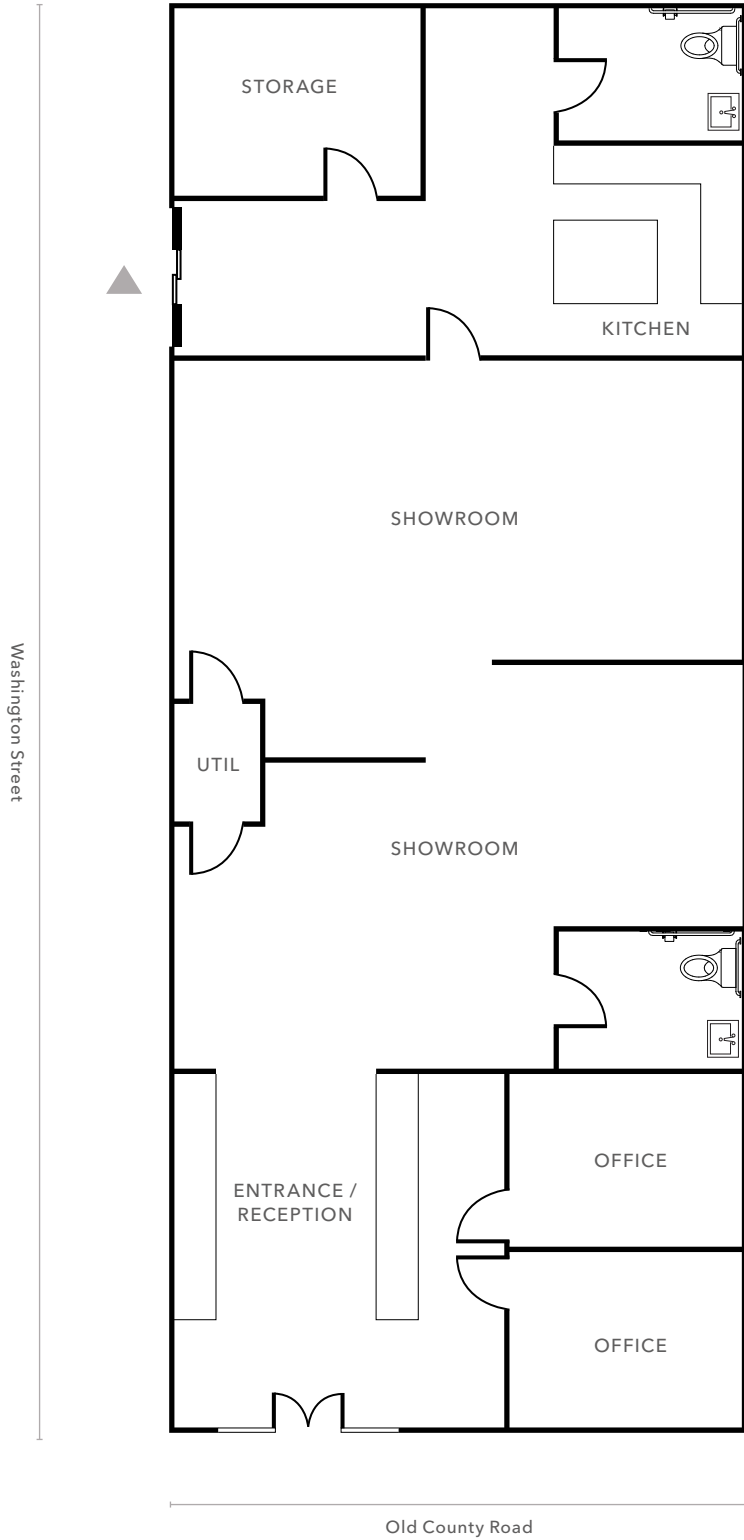 STORAGE
KITCHEN
SHOWROOM
Washington Street
UTIL
SHOWROOM
OFFICE
ENTRANCE /
RECEPTION
OFFICE
Old County Road